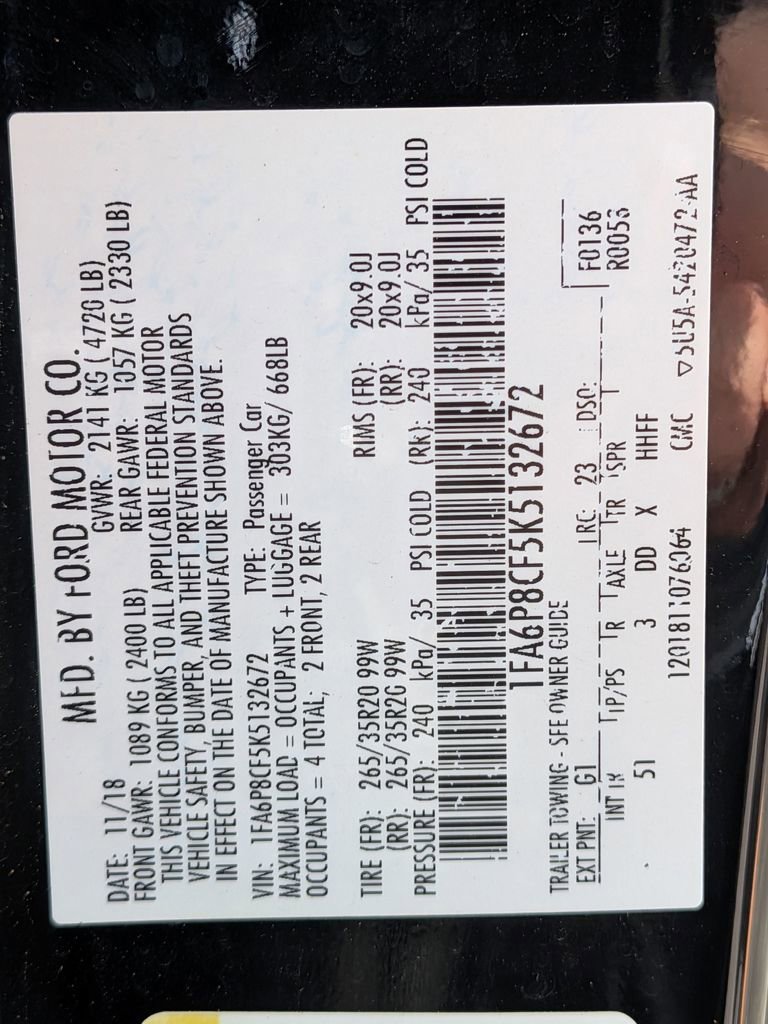 MFD. BY FORD MOTOR CO.
DATE: 11/18 GVWR: 2141 KG ( 4720 LB)
FRONT GAWR: 1089 KG ( 2400 LB) REAR GAWR: 1057 KG ( 2330 LB)
THIS VEHICLE CONFORMS TO ALL APPLICABLE FEDERAL MOTOR
VEHICLE SAFETY, BUMPER, AND THEFT PREVENTION STANDARDS
IN EFFECT ON THE DATE OF MANUFACTURE SHOWN ABOVE.
VIN: 1FA6P8CF5K5132672 TYPE: Passenger Car
MAXIMUM LOAD = OCCUPANTS + LUGGAGE = 303KG/ 668LB
OCCUPANTS = 4 TOTAL; 2 FRONT, 2 REAR
TIRE (FR): 265/35R20 99W RIMS (FR): 20x9.0J
(RR): 265/35R20 99W (RR): 20x9.0J
PRESSURE (FR): 240 kPa/ 35 PSI COLD (RR): 240 kPa/ 35 PSI COLD
1FA6P8CF5K5132672
TRAILER TOWING - SEE OWNER GUIDE
EXT PNT: G1 RC: 23 DSO: F0136
INT TR TP/PS R AXLE TR SPR R0053
51 3 DD X HHFF
1201811076064 CMC ▽5U5A-5420472-AA